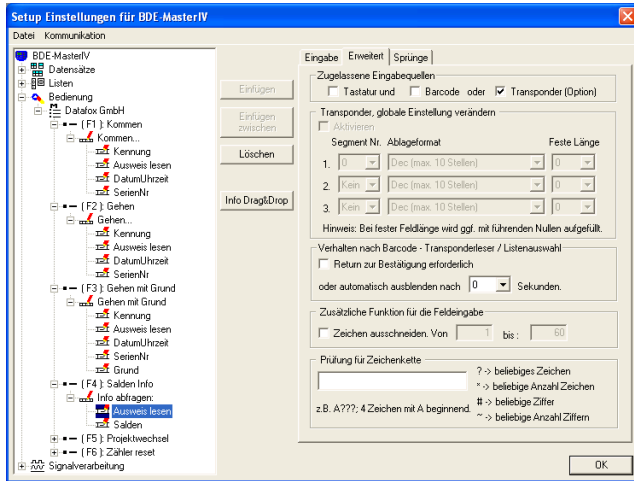 Setup Einstellungen für BDE-MasterIV
Datei Kommunikation
BDE-MasterIV
Datensätze
Listen
Bedienung
Datafox GmbH
( F1 ): Kommen
Kommen...
Kennung
Ausweis lesen
DatumUhrzeit
SerienNr
( F2 ): Gehen
Gehen...
Kennung
Ausweis lesen
DatumUhrzeit
SerienNr
( F3 ): Gehen mit Grund
Gehen mit Grund
Kennung
Ausweis lesen
DatumUhrzeit
SerienNr
Grund
( F4 ): Salden Info
Info abfragen:
Ausweis lesen
Salden
( F5 ): Projektwechsel
( F6 ): Zähler reset
Signalverarbeitung
Einfügen
Einfügen
zwischen
Löschen
Info Drag&Drop
Eingabe Erweitert Sprünge
Zugelassene Eingabequellen
Tastatur und Barcode oder Transponder (Option)
Transponder, globale Einstellung verändern
Aktivieren
Segment Nr. Ablageformat Feste Länge
1. 0 Dec (max. 10 Stellen) 0
2. Kein Dec (max. 10 Stellen) 0
3. Kein Dec (max. 10 Stellen) 0
Hinweis: Bei fester Feldlänge wird ggf. mit führenden Nullen aufgefüllt.
Verhalten nach Barcode - Transponderleser / Listenauswahl
Return zur Bestätigung erforderlich
oder automatisch ausblenden nach 0 Sekunden.
Zusätzliche Funktion für die Feldeingabe
Zeichen ausschneiden. Von 1 bis : 60
Prüfung für Zeichenkette
? -> beliebiges Zeichen
* -> beliebige Anzahl Zeichen
# -> beliebige Ziffer
~ -> beliebige Anzahl Ziffern
z.B. A???; 4 Zeichen mit A beginnend.
OK